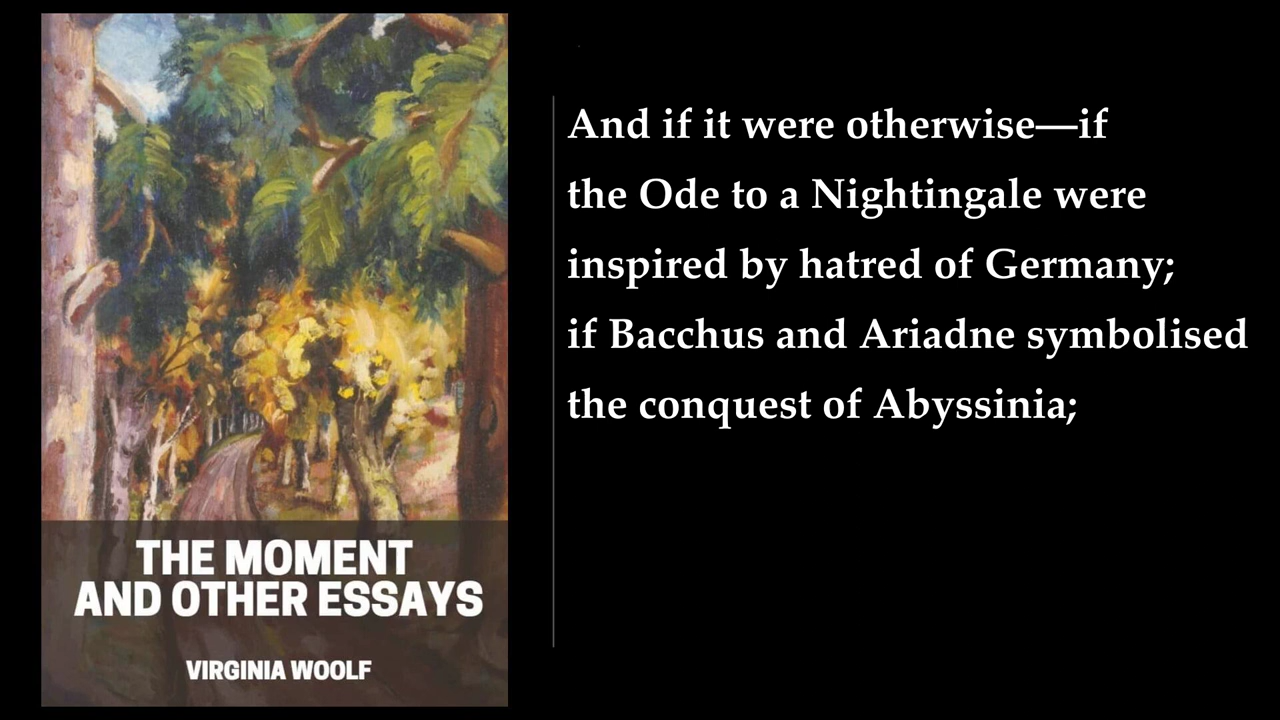 THE MOMENT
AND OTHER ESSAYS
VIRGINIA WOOLF
And if it were otherwise—if
the Ode to a Nightingale were
inspired by hatred of Germany;
if Bacchus and Ariadne symbolised
the conquest of Abyssinia;